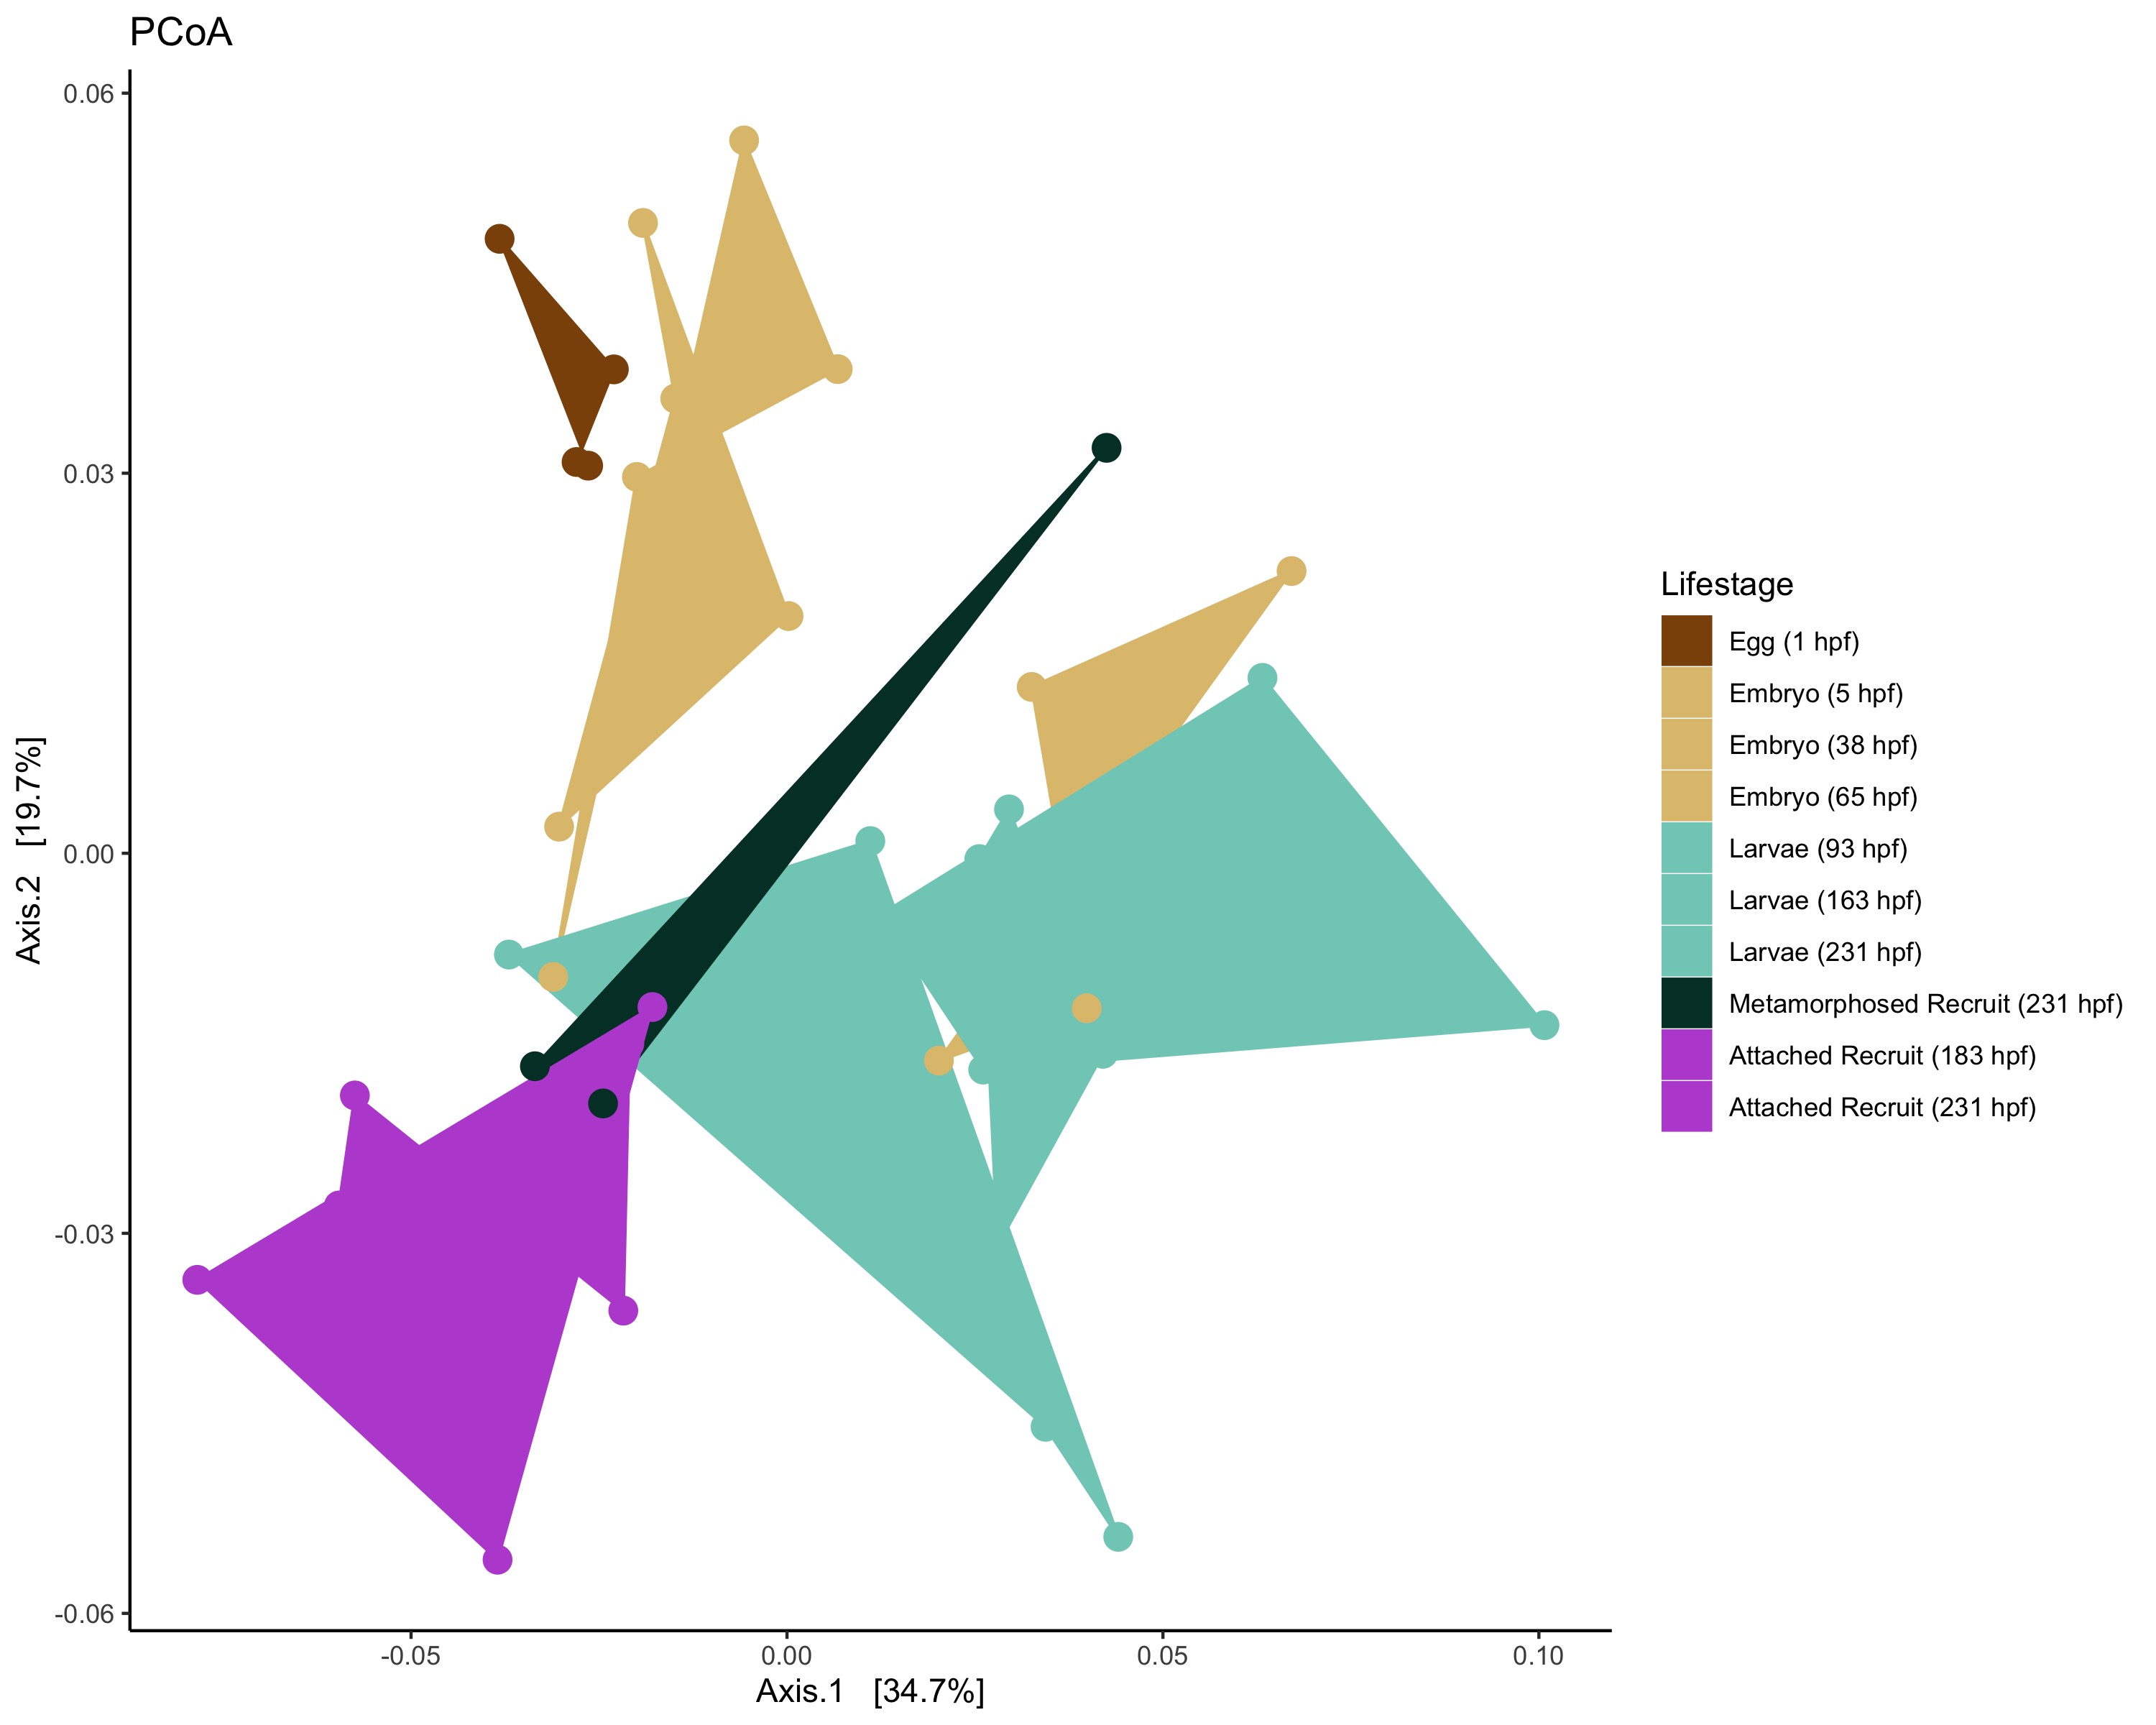 PCoA
0.06
0.03
0.00
-0.03
-0.06
Axis.2 [19.7%]
-0.05
0.00
0.05
0.10
Axis.1 [34.7%]
Lifestage
Egg (1 hpf)
Embryo (5 hpf)
Embryo (38 hpf)
Embryo (65 hpf)
Larvae (93 hpf)
Larvae (163 hpf)
Larvae (231 hpf)
Metamorphosed Recruit (231 hpf)
Attached Recruit (183 hpf)
Attached Recruit (231 hpf)